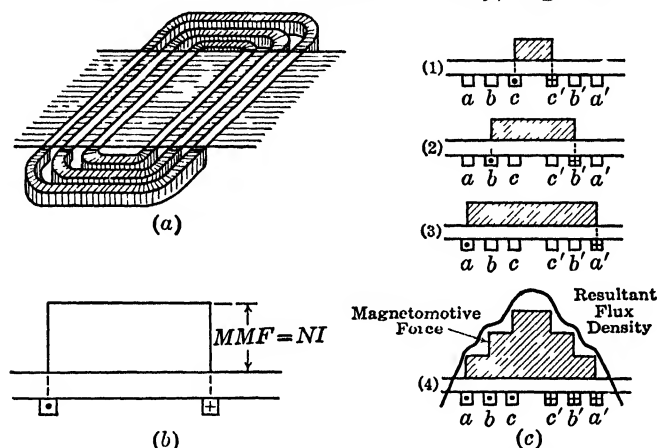 (a)
MMF=NI
(b)
(1)
a b c c' b' a'
(2)
a b c c' b' a'
(3)
a b c c' b' a'
Magnetomotive
Force
Resultant
Flux
Density
(4)
a b c c' b' a'
(c)